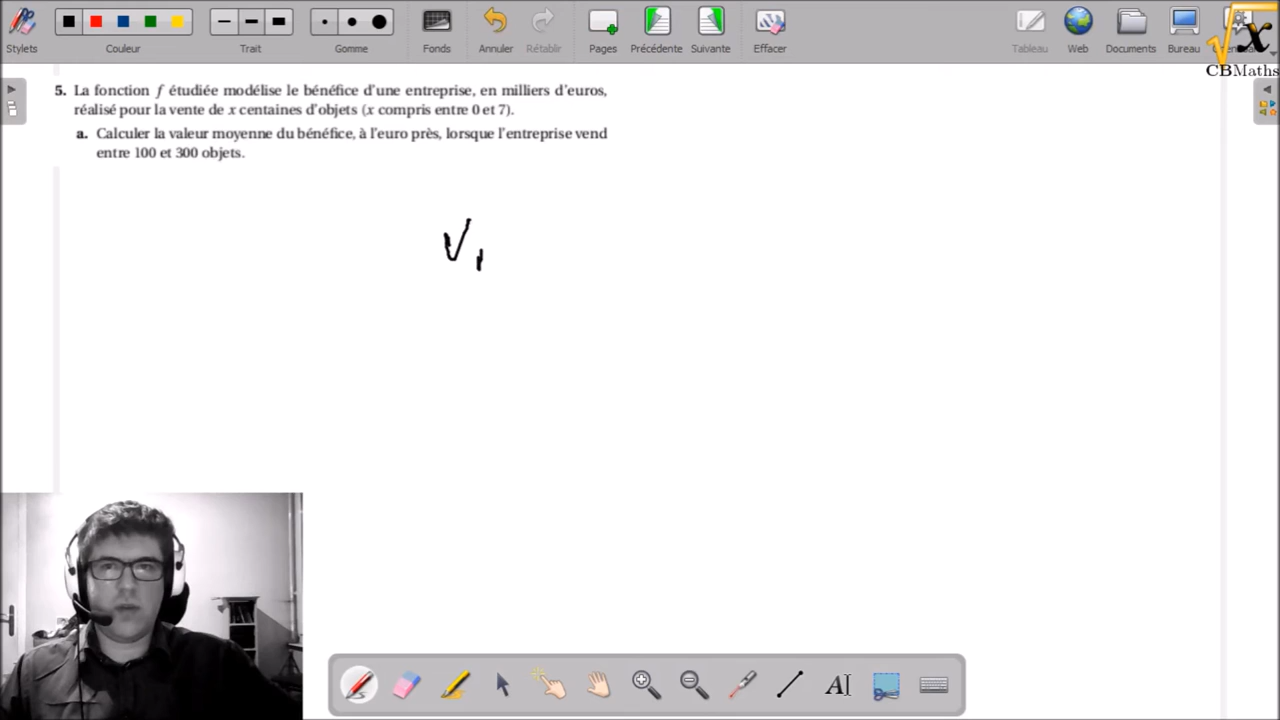 Stylets Couleur Trait Gomme Fonds Annuler Rétablir Pages Précédente Suivante Effacer Tableau Web Documents Bureau
CBMaths
5. La fonction f étudiée modélise le bénéfice d'une entreprise, en milliers d'euros,
réalisé pour la vente de x centaines d'objets (x compris entre 0 et 7).
a. Calculer la valeur moyenne du bénéfice, à l'euro près, lorsque l'entreprise vend
entre 100 et 300 objets.
V
AI